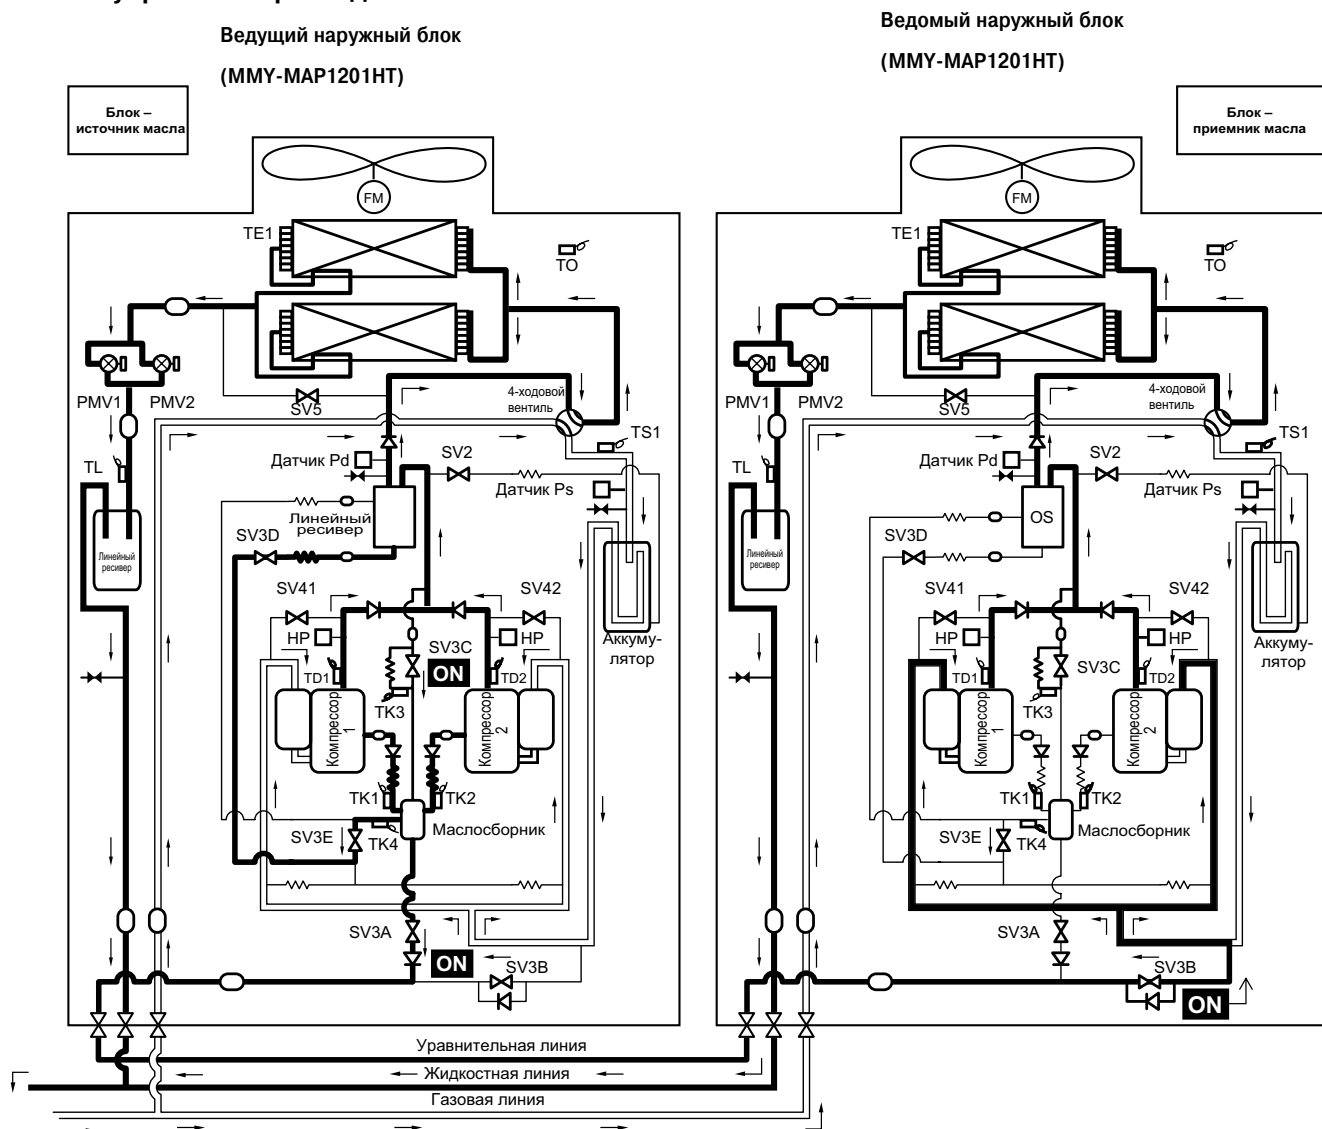 Ведущий наружный блок
(MMY-MAP1201HT)
Ведомый наружный блок
(MMY-MAP1201HT)
Блок –
источник масла
Блок –
приемник масла
FM
TE1
TO
PMV1
PMV2
SV5
4-ходовой
вентиль
TS1
TL
Датчик Pd
SV2
Датчик Ps
Линейный
ресивер
SV3D
Линейный
ресивер
SV41
SV42
HP
HP
SV3C
ON
Аккуму-
лятор
TD1
TD2
TK3
Компрессор
1
Компрессор
2
TK1
TK2
Маслосборник
SV3E
TK4
SV3A
ON
SV3B
FM
TE1
TO
PMV1
PMV2
SV5
4-ходовой
вентиль
TS1
TL
Датчик Pd
SV2
Датчик Ps
OS
SV3D
Линейный
ресивер
SV41
SV42
HP
HP
SV3C
Аккуму-
лятор
TD1
TD2
TK3
Компрессор
1
Компрессор
2
TK1
TK2
Маслосборник
SV3E
TK4
SV3A
SV3B
ON
Уравнительная линия
Жидкостная линия
Газовая линия